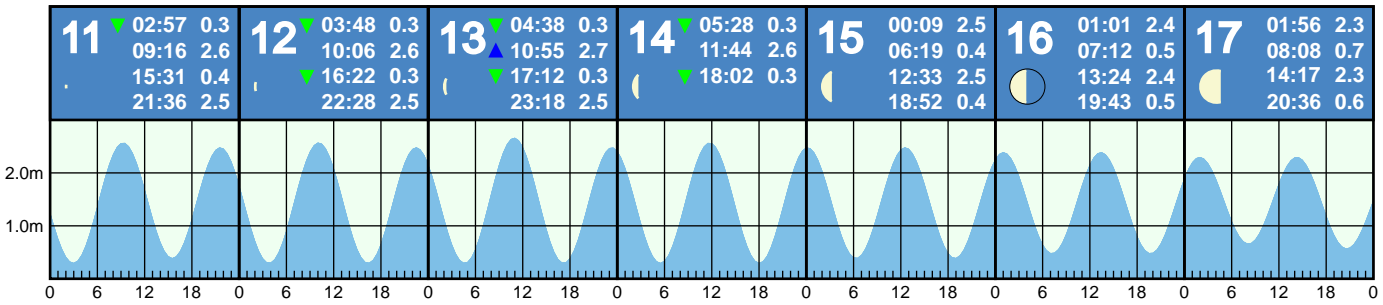 11 ▼ 02:57 0.3
09:16 2.6
15:31 0.4
21:36 2.5
12 ▼ 03:48 0.3
10:06 2.6
▼ 16:22 0.3
22:28 2.5
13 ▼ 04:38 0.3
▲ 10:55 2.7
▼ 17:12 0.3
23:18 2.5
14 ▼ 05:28 0.3
11:44 2.6
▼ 18:02 0.3
15 00:09 2.5
06:19 0.4
12:33 2.5
18:52 0.4
16 01:01 2.4
07:12 0.5
13:24 2.4
19:43 0.5
17 01:56 2.3
08:08 0.7
14:17 2.3
20:36 0.6
2.0m
1.0m
0 6 12 18 0 6 12 18 0 6 12 18 0 6 12 18 0 6 12 18 0 6 12 18 0 6 12 18 0